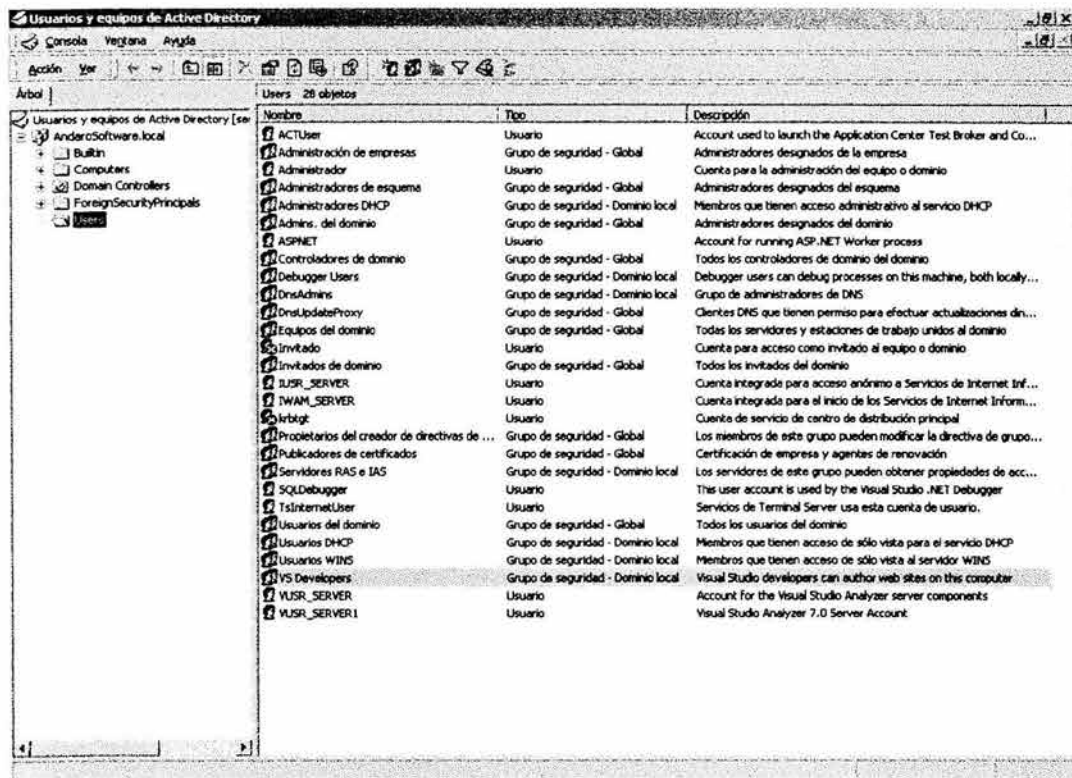 Usuarios y equipos de Active Directory
Consola Ventana Ayuda
Acción Ver
Árbol
Users 28 objetos
Usuarios y equipos de Active Directory [ser
AndaroSoftware.local
Builtin
Computers
Domain Controllers
ForeignSecurityPrincipals
Users
Nombre Tipo Descripción
ACTUser Usuario Account used to launch the Application Center Test Broker and Co...
Administración de empresas Grupo de seguridad - Global Administradores designados de la empresa
Administrador Usuario Cuenta para la administración del equipo o dominio
Administradores de esquema Grupo de seguridad - Global Administradores designados del esquema
Administradores DHCP Grupo de seguridad - Dominio local Miembros que tienen acceso administrativo al servicio DHCP
Admins. del dominio Grupo de seguridad - Global Administradores designados del dominio
ASPNET Usuario Account for running ASP.NET Worker process
Controladores de dominio Grupo de seguridad - Global Todos los controladores de dominio del dominio
Debugger Users Grupo de seguridad - Dominio local Debugger users can debug processes on this machine, both locally...
DnsAdmins Grupo de seguridad - Dominio local Grupo de administradores de DNS
DnsUpdateProxy Grupo de seguridad - Global Clientes DNS que tienen permiso para efectuar actualizaciones din...
Equipos del dominio Grupo de seguridad - Global Todas los servidores y estaciones de trabajo unidos al dominio
Invitado Usuario Cuenta para acceso como invitado al equipo o dominio
Invitados de dominio Grupo de seguridad - Global Todos los invitados del dominio
IUSR_SERVER Usuario Cuenta integrada para acceso anónimo a Servicios de Internet Inf...
IWAM_SERVER Usuario Cuenta integrada para el inicio de los Servicios de Internet Inform...
krbtgt Usuario Cuenta de servicio de centro de distribución principal
Propietarios del creador de directivas de ... Grupo de seguridad - Global Los miembros de este grupo pueden modificar la directiva de grupo...
Publicadores de certificados Grupo de seguridad - Global Certificación de empresa y agentes de renovación
Servidores RAS e IAS Grupo de seguridad - Dominio local Los servidores de este grupo pueden obtener propiedades de acc...
SQLDebugger Usuario This user account is used by the Visual Studio .NET Debugger
TsInternetUser Usuario Servicios de Terminal Server usa esta cuenta de usuario.
Usuarios del dominio Grupo de seguridad - Global Todos los usuarios del dominio
Usuarios DHCP Grupo de seguridad - Dominio local Miembros que tienen acceso de sólo vista para el servicio DHCP
Usuarios WINS Grupo de seguridad - Dominio local Miembros que tienen acceso de sólo vista al servidor WINS
VS Developers Grupo de seguridad - Dominio local Visual Studio developers can author web sites on this computer
VUSR_SERVER Usuario Account for the Visual Studio Analyzer server components
VUSR_SERVER1 Usuario Visual Studio Analyzer 7.0 Server Account